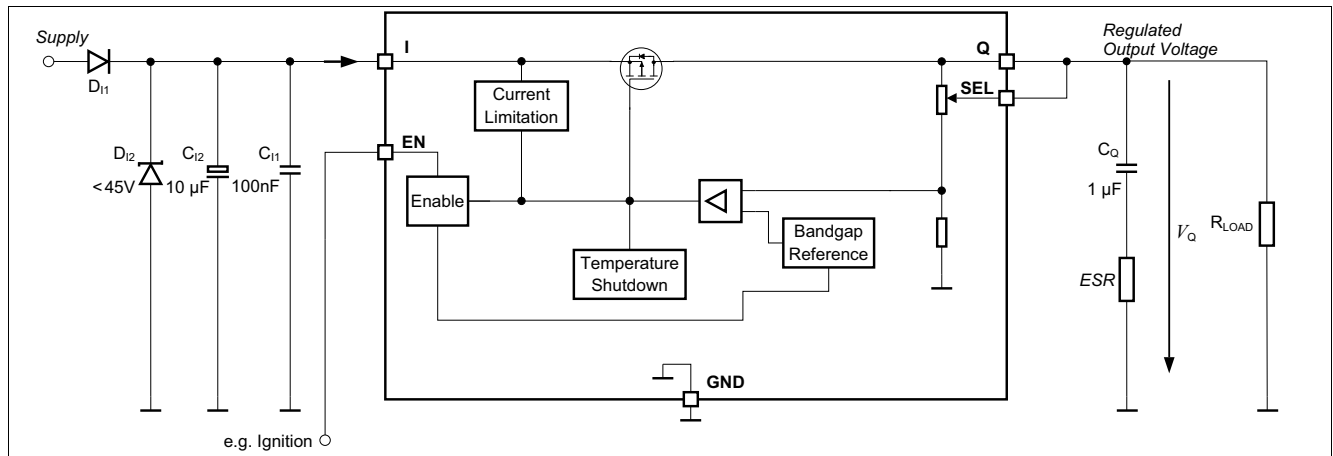 Supply
D_I1
D_I2
<45V
C_I2
10 µF
C_I1
100nF
I
Current
Limitation
EN
Enable
e.g. Ignition
Temperature
Shutdown
Bandgap
Reference
GND
Q
SEL
Regulated
Output Voltage
C_Q
1 µF
ESR
V_Q
R_LOAD